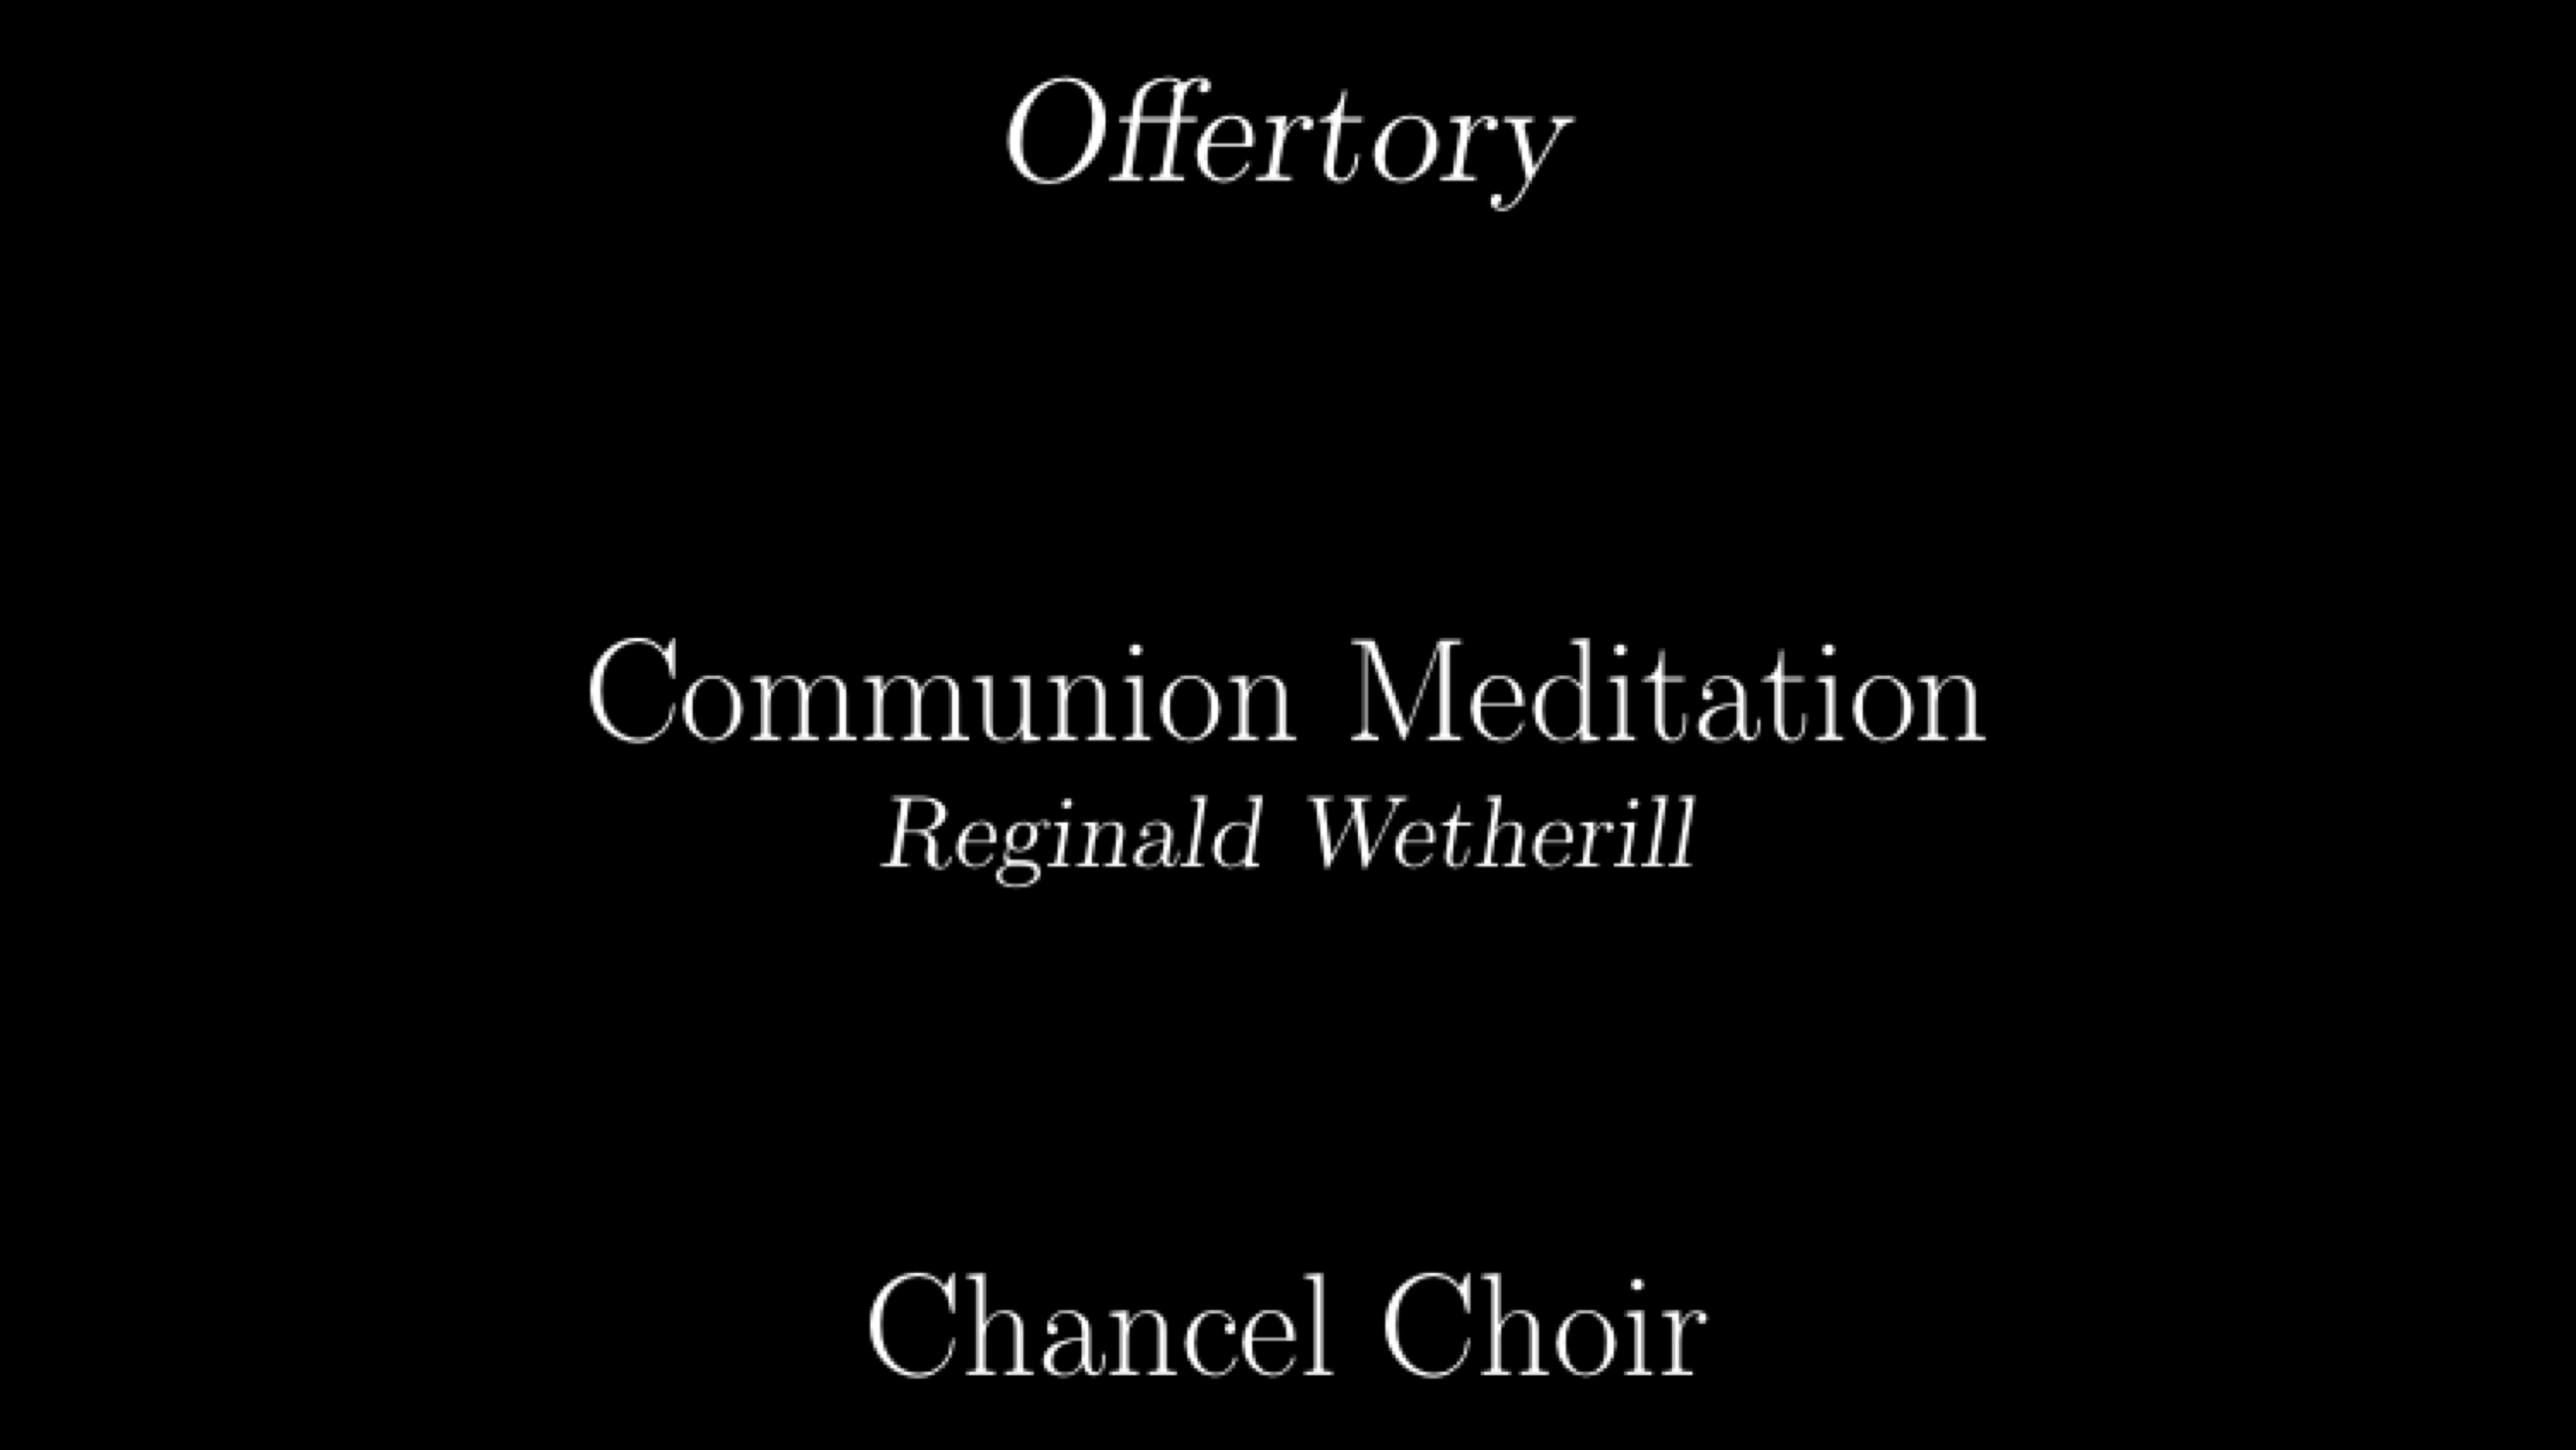 Offertory
Communion Meditation
Reginald Wetherill
Chancel Choir